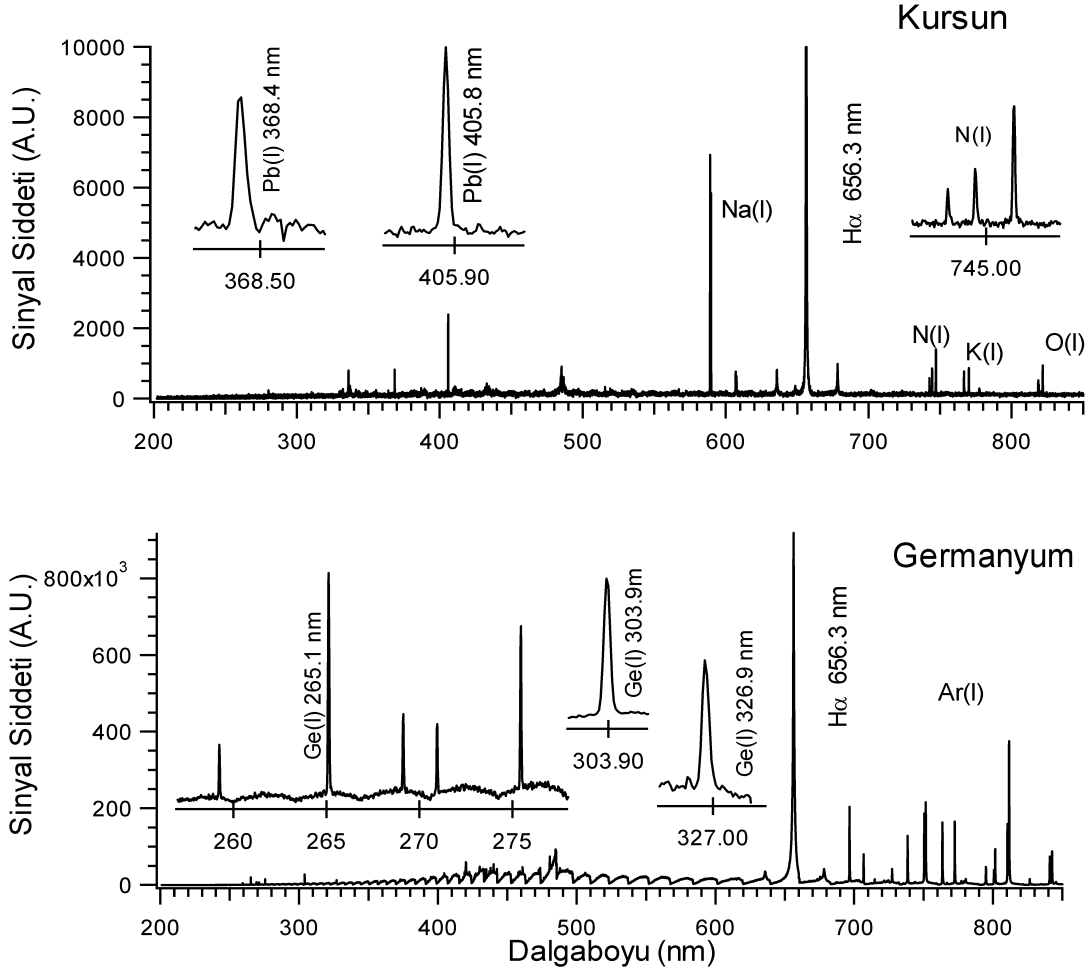 Kursun
Sinyal Siddeti (A.U.)
10000
8000
6000
4000
2000
0
Pb(I) 368.4 nm
368.50
Pb(I) 405.8 nm
405.90
Na(I)
Hα 656.3 nm
N(I)
745.00
N(I)
K(I)
O(I)
200 300 400 500 600 700 800
Germanyum
Sinyal Siddeti (A.U.)
800x10³
600
400
200
0
Ge(I) 265.1 nm
260 265 270 275
Ge(I) 303.9m
303.90
Ge(I) 326.9 nm
327.00
Hα 656.3 nm
Ar(I)
200 300 400 500 600 700 800
Dalgaboyu (nm)